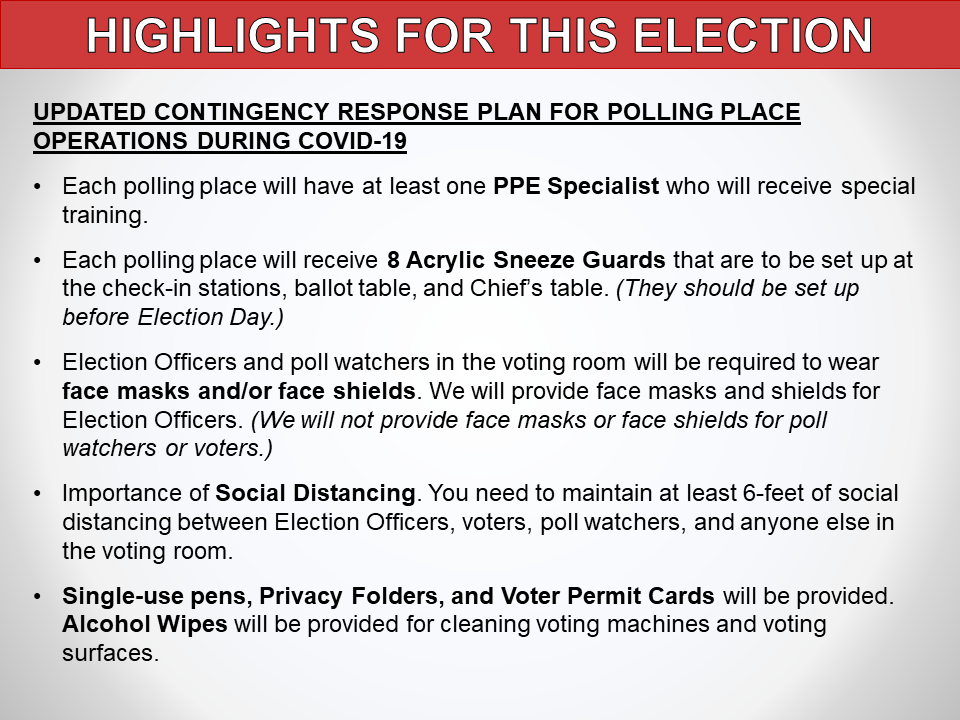 HIGHLIGHTS FOR THIS ELECTION
UPDATED CONTINGENCY RESPONSE PLAN FOR POLLING PLACE
OPERATIONS DURING COVID-19
• Each polling place will have at least one PPE Specialist who will receive special
training.
• Each polling place will receive 8 Acrylic Sneeze Guards that are to be set up at
the check-in stations, ballot table, and Chief’s table. (They should be set up
before Election Day.)
• Election Officers and poll watchers in the voting room will be required to wear
face masks and/or face shields. We will provide face masks and shields for
Election Officers. (We will not provide face masks or face shields for poll
watchers or voters.)
• Importance of Social Distancing. You need to maintain at least 6-feet of social
distancing between Election Officers, voters, poll watchers, and anyone else in
the voting room.
• Single-use pens, Privacy Folders, and Voter Permit Cards will be provided.
Alcohol Wipes will be provided for cleaning voting machines and voting
surfaces.